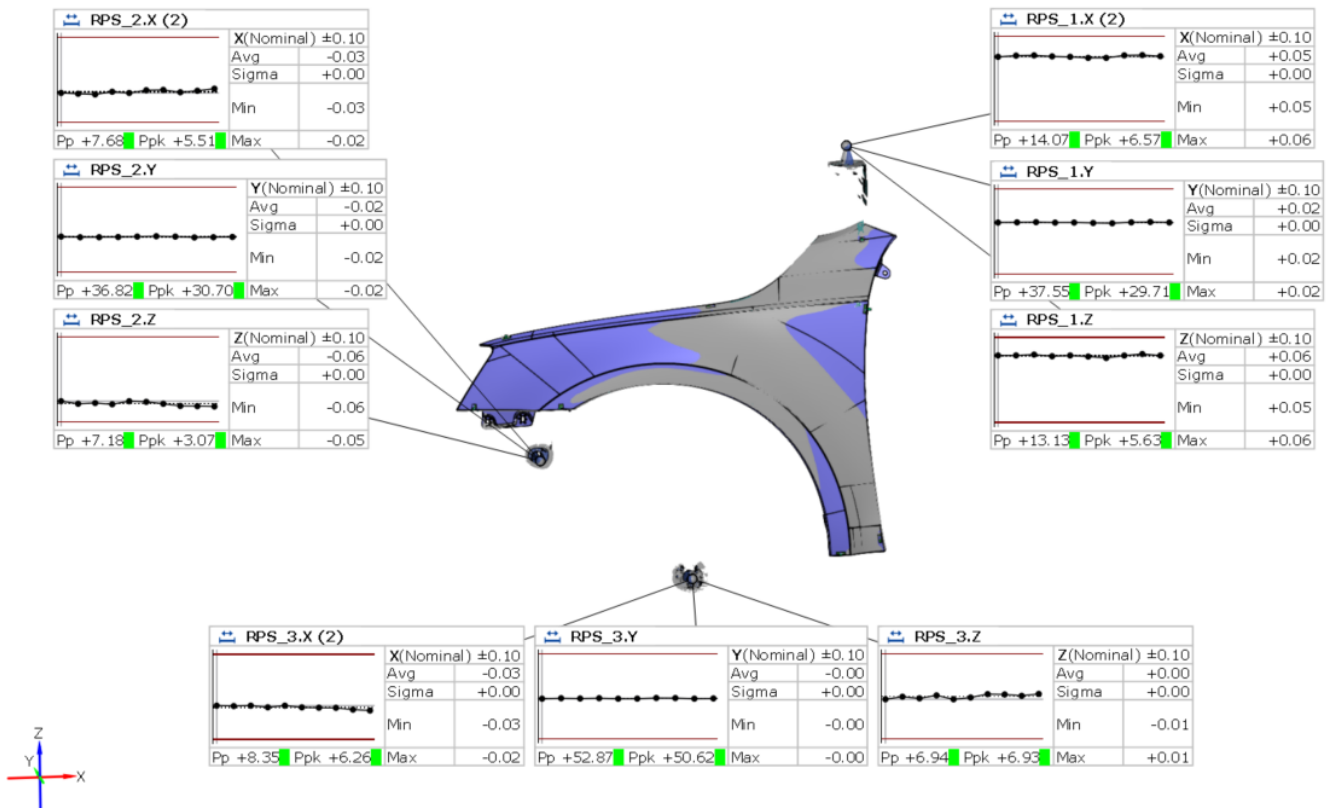 RPS_2.X (2)
X(Nominal) ±0.10
Avg -0.03
Sigma +0.00
Min -0.03
Pp +7.68 Ppk +5.51 Max -0.02
RPS_2.Y
Y(Nominal) ±0.10
Avg -0.02
Sigma +0.00
Min -0.02
Pp +36.82 Ppk +30.70 Max -0.02
RPS_2.Z
Z(Nominal) ±0.10
Avg -0.06
Sigma +0.00
Min -0.06
Pp +7.18 Ppk +3.07 Max -0.05
RPS_1.X (2)
X(Nominal) ±0.10
Avg +0.05
Sigma +0.00
Min +0.05
Pp +14.07 Ppk +6.57 Max +0.06
RPS_1.Y
Y(Nominal) ±0.10
Avg +0.02
Sigma +0.00
Min +0.02
Pp +37.55 Ppk +29.71 Max +0.02
RPS_1.Z
Z(Nominal) ±0.10
Avg +0.06
Sigma +0.00
Min +0.05
Pp +13.13 Ppk +5.63 Max +0.06
RPS_3.X (2)
X(Nominal) ±0.10
Avg -0.03
Sigma +0.00
Min -0.03
Pp +8.35 Ppk +6.26 Max -0.02
RPS_3.Y
Y(Nominal) ±0.10
Avg -0.00
Sigma +0.00
Min -0.00
Pp +52.87 Ppk +50.62 Max -0.00
RPS_3.Z
Z(Nominal) ±0.10
Avg +0.00
Sigma +0.00
Min -0.01
Pp +6.94 Ppk +6.93 Max +0.01
Z
Y
X